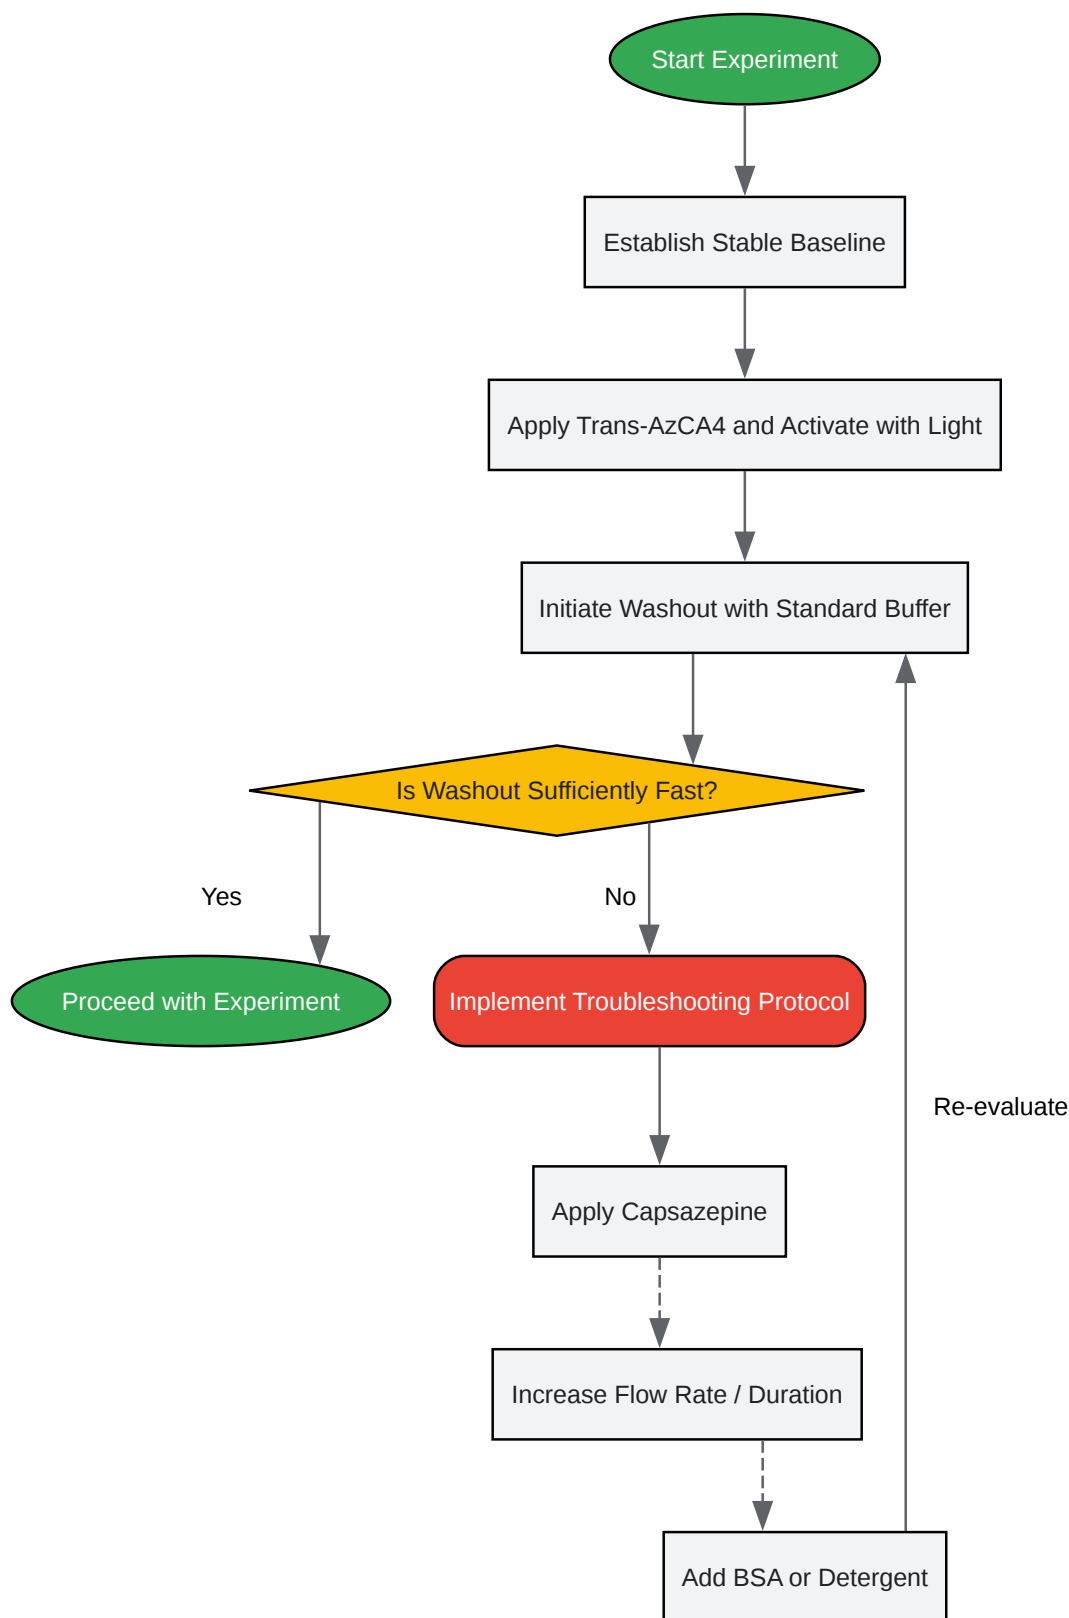 Start Experiment
Establish Stable Baseline
Apply Trans-AzCA4 and Activate with Light
Initiate Washout with Standard Buffer
Is Washout Sufficiently Fast?
Yes
No
Proceed with Experiment
Implement Troubleshooting Protocol
Re-evaluate
Apply Capsazepine
Increase Flow Rate / Duration
Add BSA or Detergent